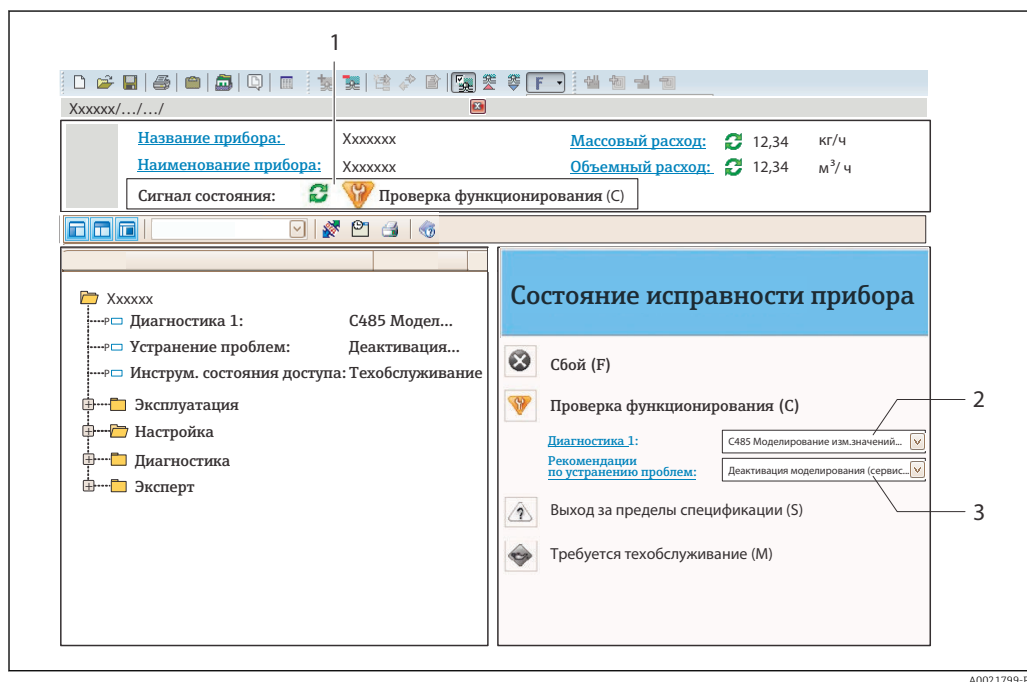 1
F
Xxxxxx/.../.../
Название прибора: Xxxxxxx Массовый расход: 12,34 кг/ч
Наименование прибора: Xxxxxxx Объемный расход: 12,34 м³/ ч
Сигнал состояния: Проверка функционирования (C)
Xxxxxx
P Диагностика 1: C485 Модел...
P Устранение проблем: Деактивация...
P Инструм. состояния доступа: Техобслуживание
Эксплуатация
Настройка
Диагностика
Эксперт
Состояние исправности прибора
Сбой (F)
Проверка функционирования (C)
2
Диагностика 1: C485 Моделирование изм.значений...
Рекомендации
по устранению проблем: Деактивация моделирования (сервис...
3
Выход за пределы спецификации (S)
Требуется техобслуживание (M)